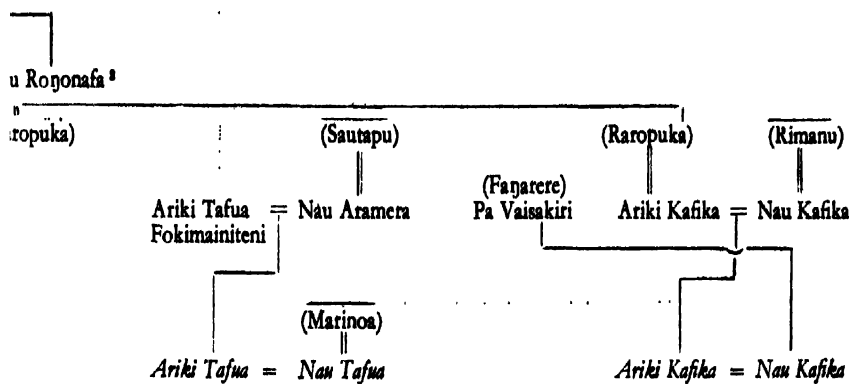 u Roŋonafa ⁸
n
ropuka) (Sautapu) (Raropuka) (Rimanu)
(Faŋarere)
Ariki Tafua = Nau Aramera Pa Vaisakiri Ariki Kafika = Nau Kafika
Fokimainiteni
(Marinoa)
Ariki Tafua = Nau Tafua Ariki Kafika = Nau Kafika